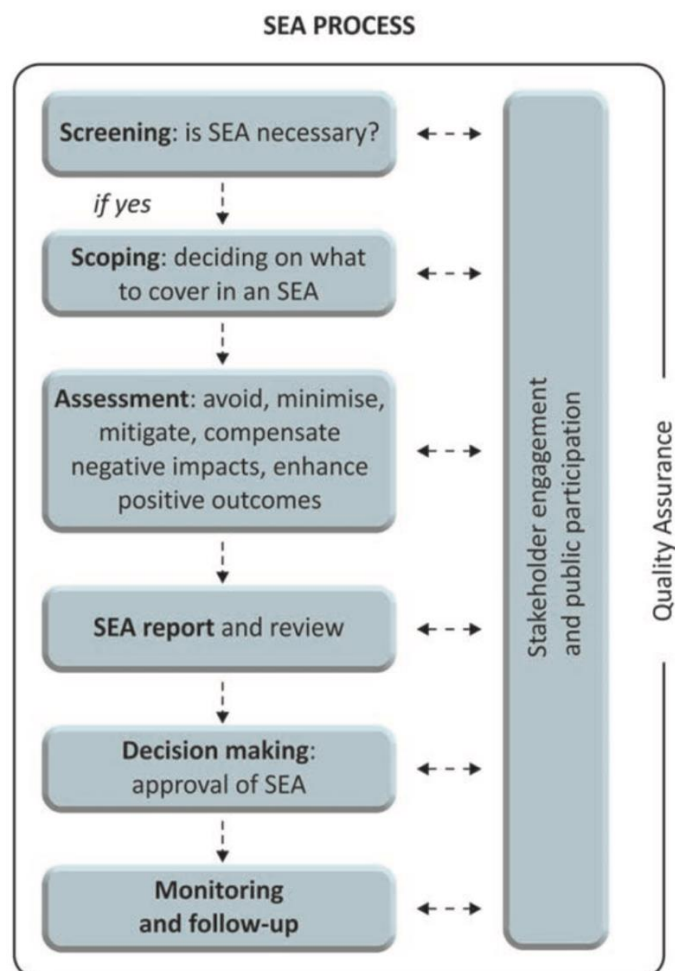 SEA PROCESS
Screening: is SEA necessary?
if yes
Scoping: deciding on what
to cover in an SEA
Assessment: avoid, minimise,
mitigate, compensate
negative impacts, enhance
positive outcomes
SEA report and review
Decision making:
approval of SEA
Monitoring
and follow-up
Stakeholder engagement
and public participation
Quality Assurance